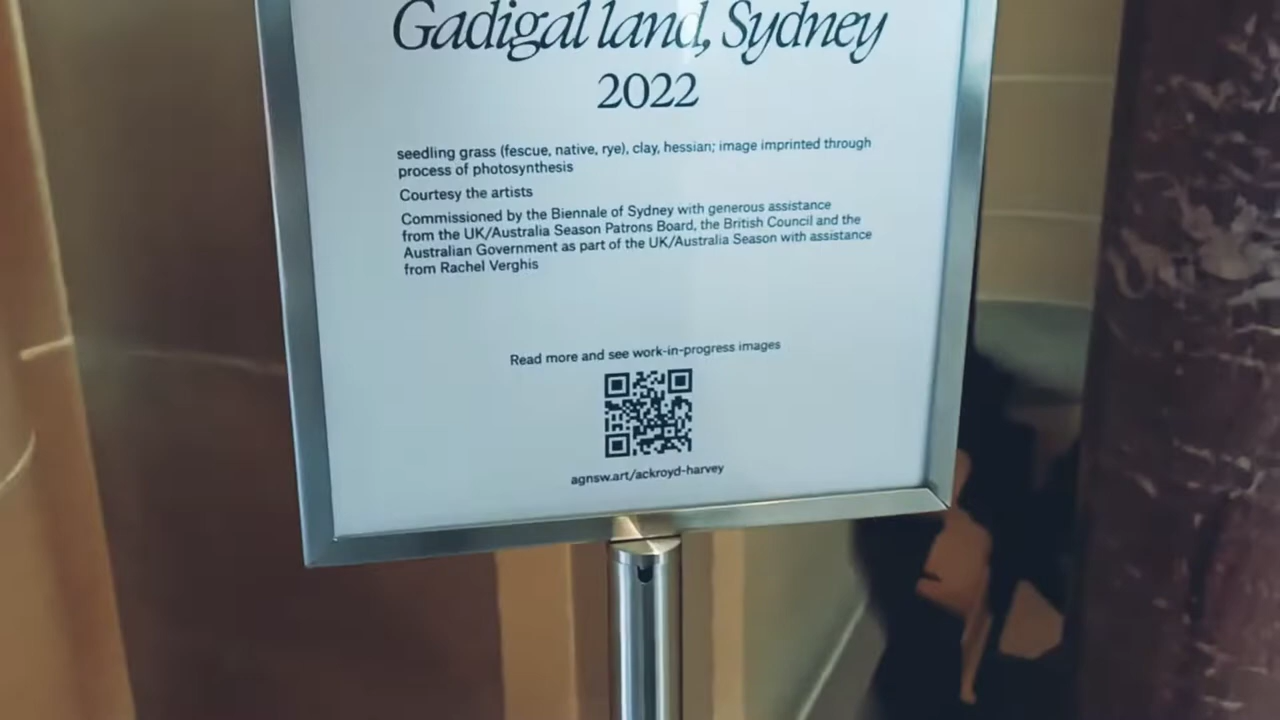 Gadigal land, Sydney
2022
seedling grass (fescue, native, rye), clay, hessian; image imprinted through
process of photosynthesis
Courtesy the artists
Commissioned by the Biennale of Sydney with generous assistance
from the UK/Australia Season Patrons Board, the British Council and the
Australian Government as part of the UK/Australia Season with assistance
from Rachel Verghis
Read more and see work-in-progress images
agnsw.art/ackroyd-harvey